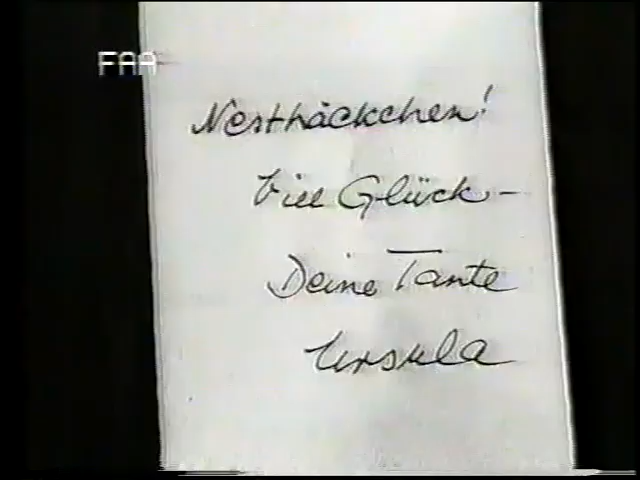 FAA
Nesthäckchen!
Viel Glück –
Deine Tante
Ursula